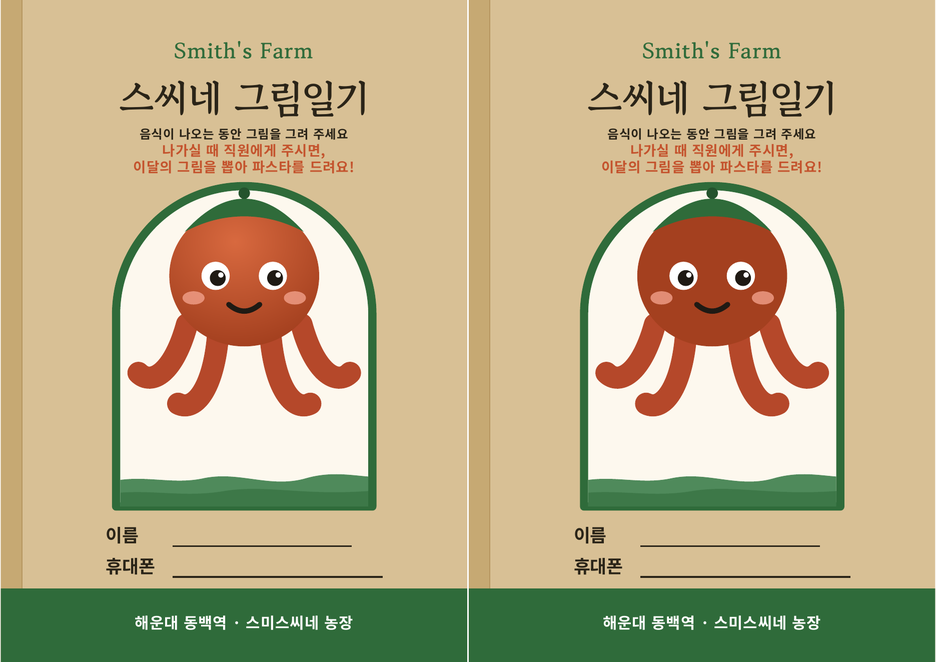 Smith's Farm
스씨네 그림일기
음식이 나오는 동안 그림을 그려 주세요
나가실 때 직원에게 주시면,
이달의 그림을 뽑아 파스타를 드려요!
이름
휴대폰
해운대 동백역 · 스미스씨네 농장
Smith's Farm
스씨네 그림일기
음식이 나오는 동안 그림을 그려 주세요
나가실 때 직원에게 주시면,
이달의 그림을 뽑아 파스타를 드려요!
이름
휴대폰
해운대 동백역 · 스미스씨네 농장